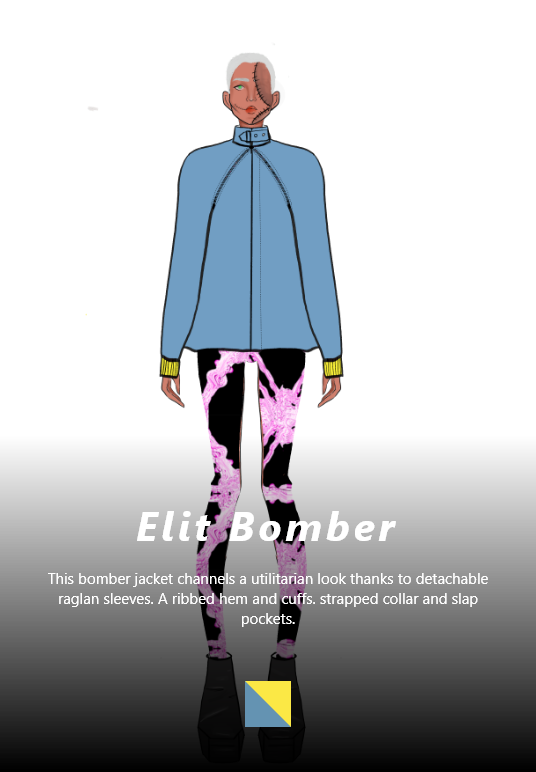 Elit Bomber
This bomber jacket channels a utilitarian look thanks to detachable
raglan sleeves. A ribbed hem and cuffs. strapped collar and slap
pockets.